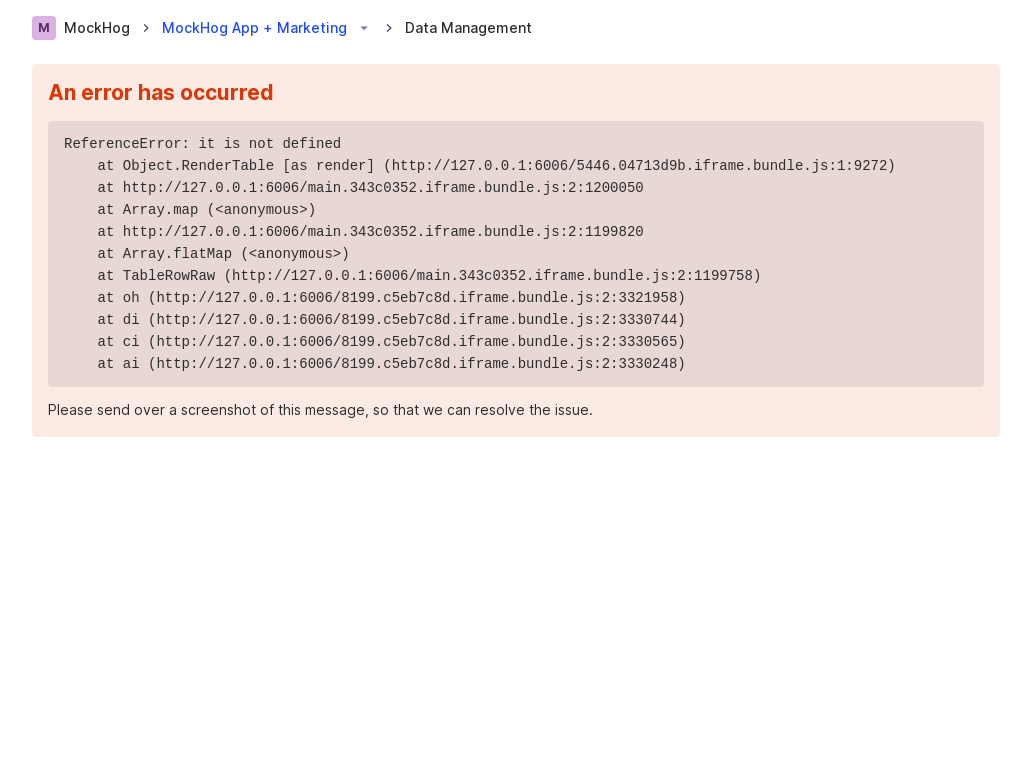 M MockHog MockHog App + Marketing Data Management
An error has occurred
ReferenceError: it is not defined
    at Object.RenderTable [as render] (http://127.0.0.1:6006/5446.04713d9b.iframe.bundle.js:1:9272)
    at http://127.0.0.1:6006/main.343c0352.iframe.bundle.js:2:1200050
    at Array.map (<anonymous>)
    at http://127.0.0.1:6006/main.343c0352.iframe.bundle.js:2:1199820
    at Array.flatMap (<anonymous>)
    at TableRowRaw (http://127.0.0.1:6006/main.343c0352.iframe.bundle.js:2:1199758)
    at oh (http://127.0.0.1:6006/8199.c5eb7c8d.iframe.bundle.js:2:3321958)
    at di (http://127.0.0.1:6006/8199.c5eb7c8d.iframe.bundle.js:2:3330744)
    at ci (http://127.0.0.1:6006/8199.c5eb7c8d.iframe.bundle.js:2:3330565)
    at ai (http://127.0.0.1:6006/8199.c5eb7c8d.iframe.bundle.js:2:3330248)
Please send over a screenshot of this message, so that we can resolve the issue.